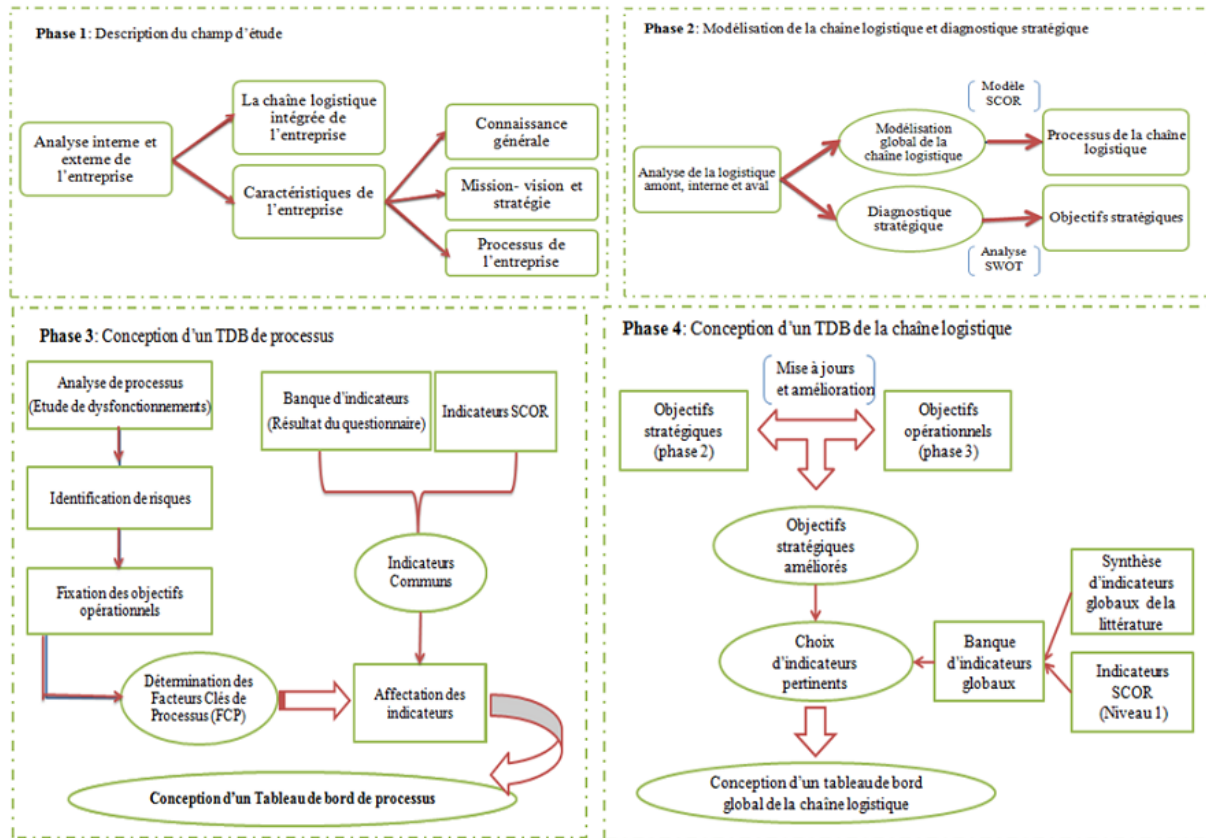 Phase 1: Description du champ d'étude
La chaîne logistique
intégrée de
l'entreprise
Analyse interne et
externe de
l'entreprise
Caractéristiques de
l'entreprise
Connaissance
générale
Mission- vision et
stratégie
Processus de
l'entreprise
Phase 2: Modélisation de la chaine logistique et diagnostique stratégique
Modèle
SCOR
Modélisation
global de la
chaîne logistique
Processus de la chaîne
logistique
Analyse de la logistique
amont, interne et aval
Diagnostique
stratégique
Objectifs stratégiques
Analyse
SWOT
Phase 3: Conception d'un TDB de processus
Analyse de processus
(Etude de dysfonctionnements)
Banque d'indicateurs
(Résultat du questionnaire)
Indicateurs SCOR
Identification de risques
Indicateurs
Communs
Fixation des objectifs
opérationnels
Détermination des
Facteurs Clés de
Processus (FCP)
Affectation des
indicateurs
Conception d'un Tableau de bord de processus
Phase 4: Conception d'un TDB de la chaîne logistique
Mise à jours
et amélioration
Objectifs
stratégiques
(phase 2)
Objectifs
opérationnels
(phase 3)
Objectifs
stratégiques
améliorés
Synthèse
d'indicateurs
globaux de la
littérature
Choix
d'indicateurs
pertinents
Banque
d'indicateurs
globaux
Indicateurs
SCOR
(Niveau 1)
Conception d'un tableau de bord
global de la chaîne logistique